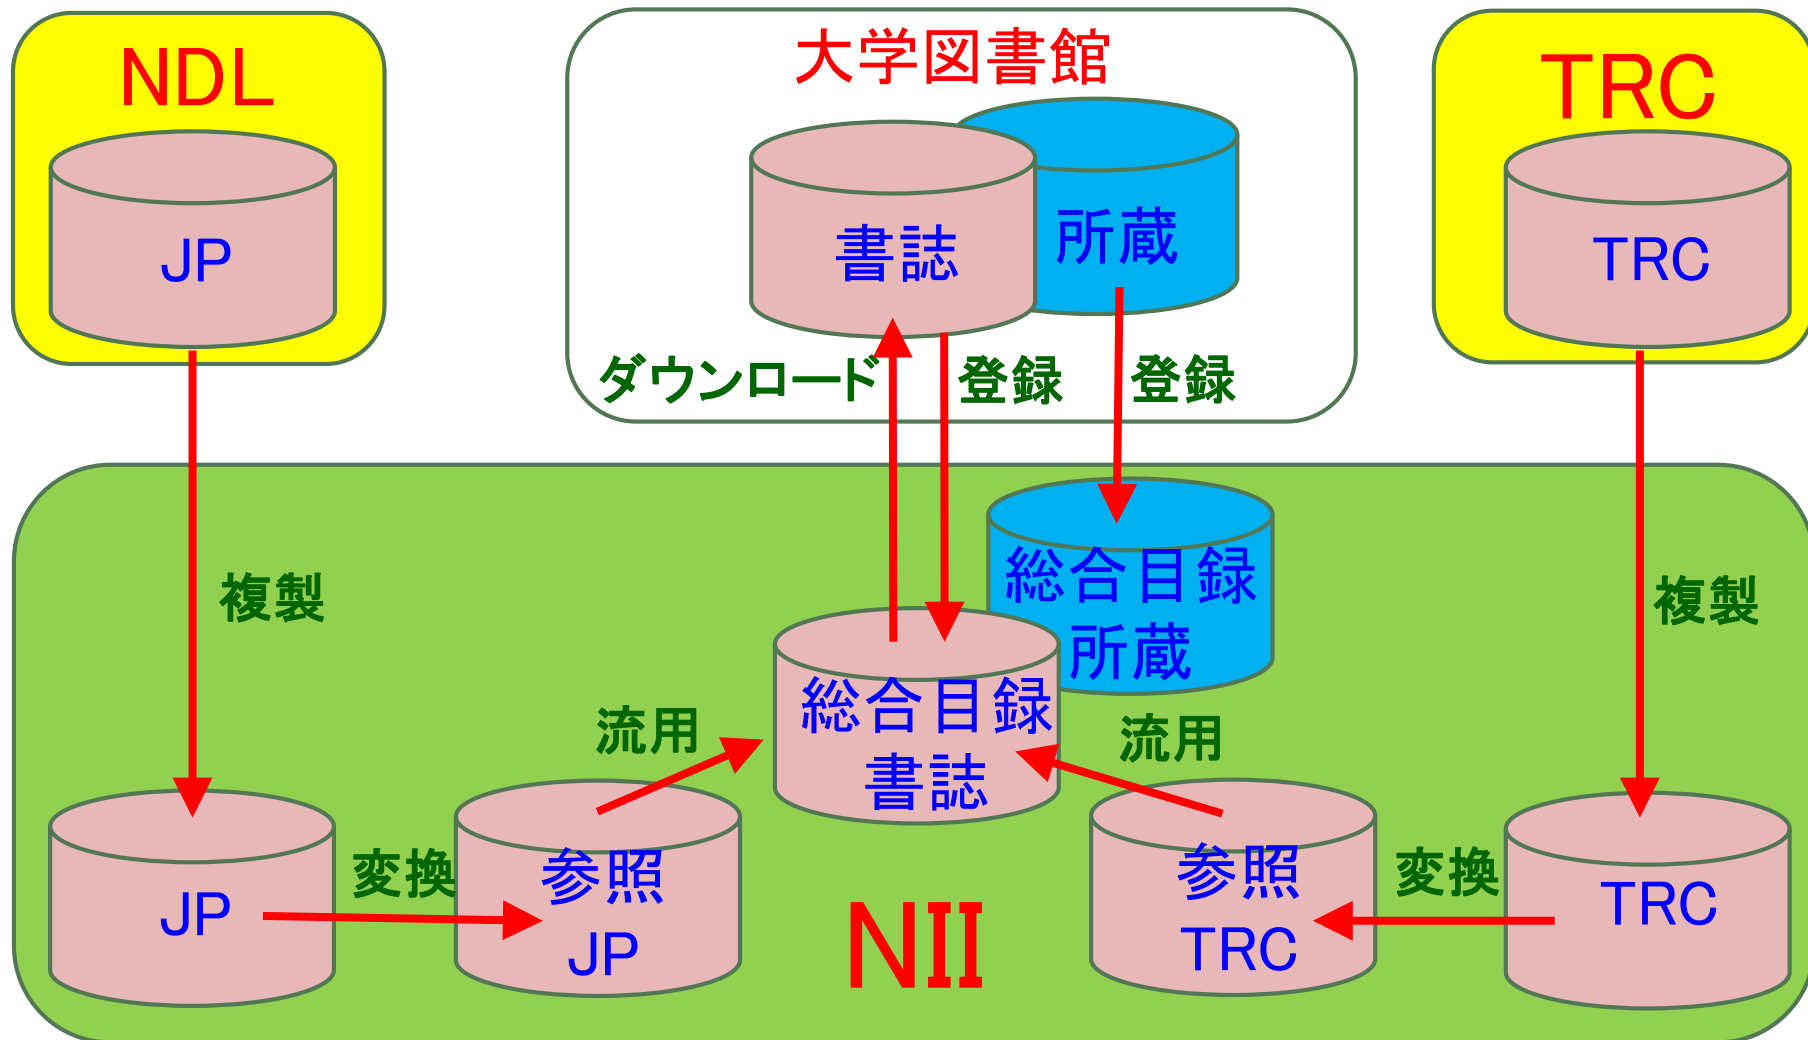 NDL
大学図書館
TRC
JP
書誌
所蔵
TRC
ダウンロード
登録
登録
複製
総合目録
所蔵
複製
総合目録
書誌
流用
流用
JP
変換
参照
JP
NII
参照
TRC
変換
TRC